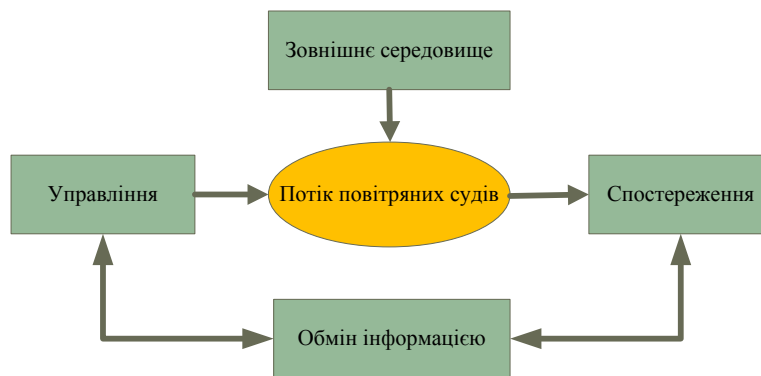 Зовнішнє середовище
Управління
Потік повітряних судів
Спостереження
Обмін інформацією